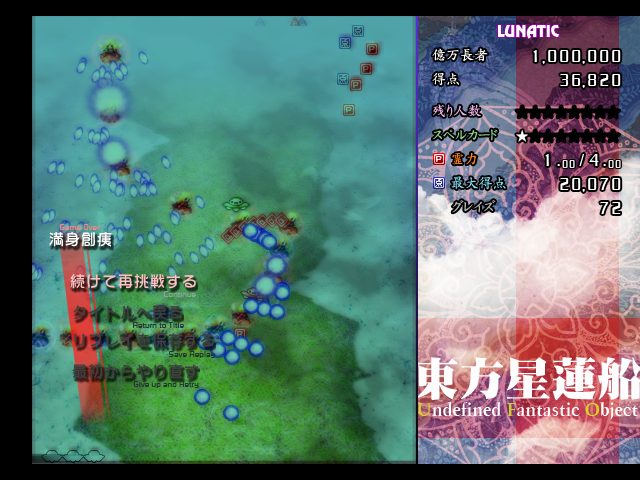 LUNATIC
億万長者 1,000,000
得点 36,820
残り人数
スペルカード
霊力 1.00/4.00
最大得点 20,070
グレイズ 72
Game Over
満身創痍
続けて再挑戦する
Continue
タイトルへ戻る
Return to Title
リプレイを保存する
Save Replay
最初からやり直す
Give up and Retry
東方星蓮船
Undefined Fantastic Object